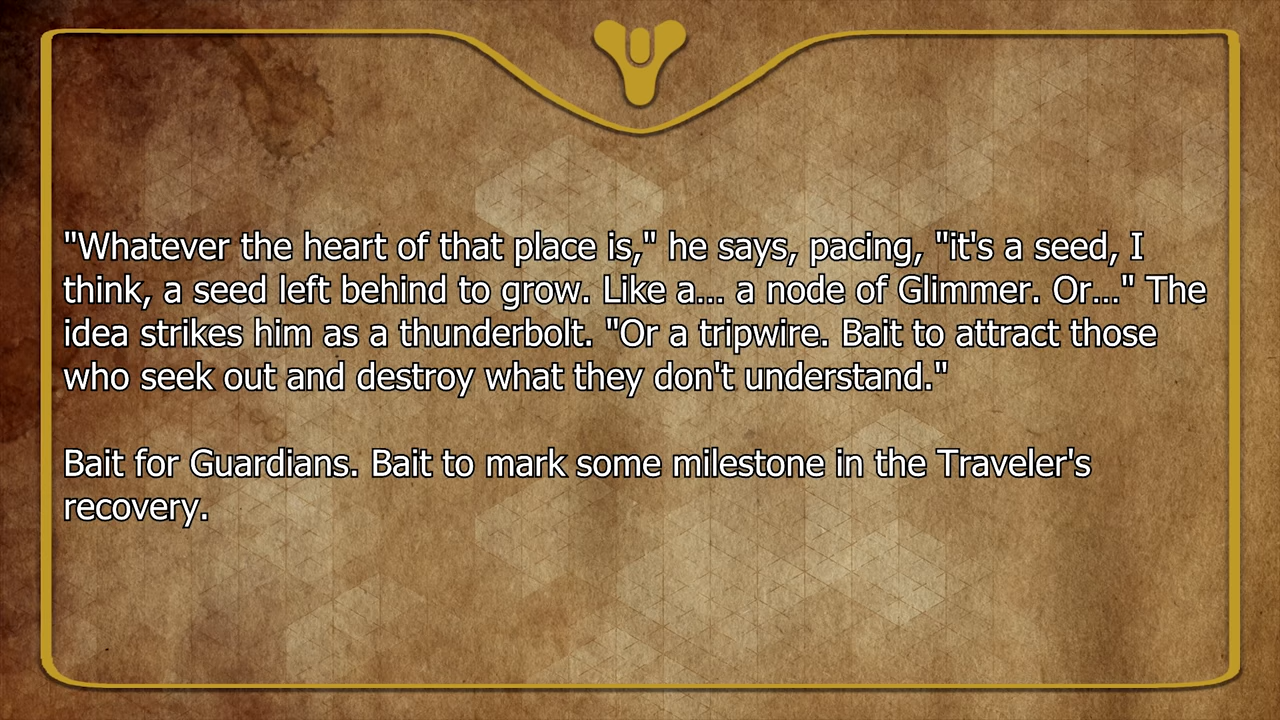 "Whatever the heart of that place is," he says, pacing, "it's a seed, I
think, a seed left behind to grow. Like a... a node of Glimmer. Or..." The
idea strikes him as a thunderbolt. "Or a tripwire. Bait to attract those
who seek out and destroy what they don't understand."
Bait for Guardians. Bait to mark some milestone in the Traveler's
recovery.